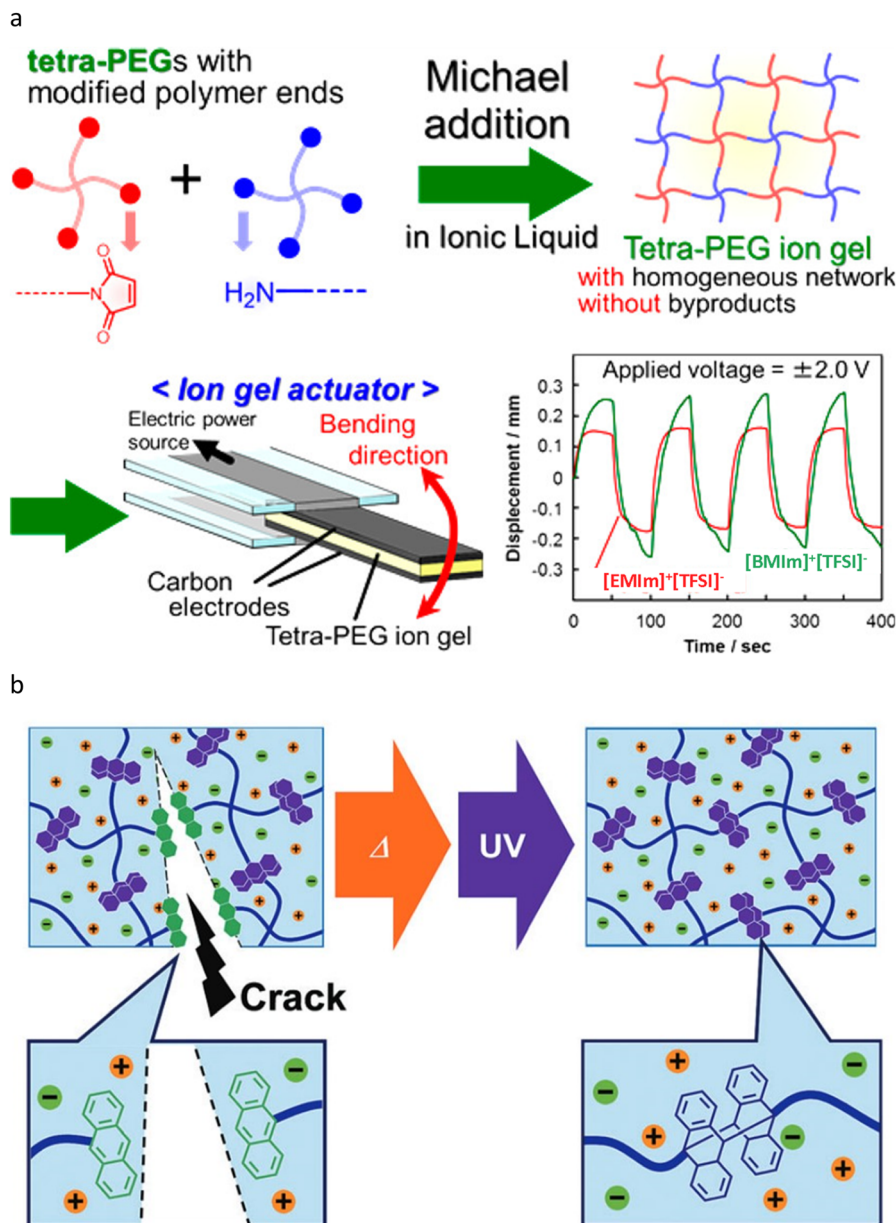 a
tetra-PEGs with
modified polymer ends
+
Michael
addition
in Ionic Liquid
O
N
O
H₂N
Tetra-PEG ion gel
with homogeneous network
without byproducts
< Ion gel actuator >
Electric power
source
Bending
direction
Carbon
electrodes
Tetra-PEG ion gel
Applied voltage = ±2.0 V
Displecement / mm
0.3
0.2
0.1
0
-0.1
-0.2
-0.3
[EMIm]⁺[TFSI]⁻
[BMIm]⁺[TFSI]⁻
0 100 200 300 400
Time / sec
b
Δ
UV
Crack